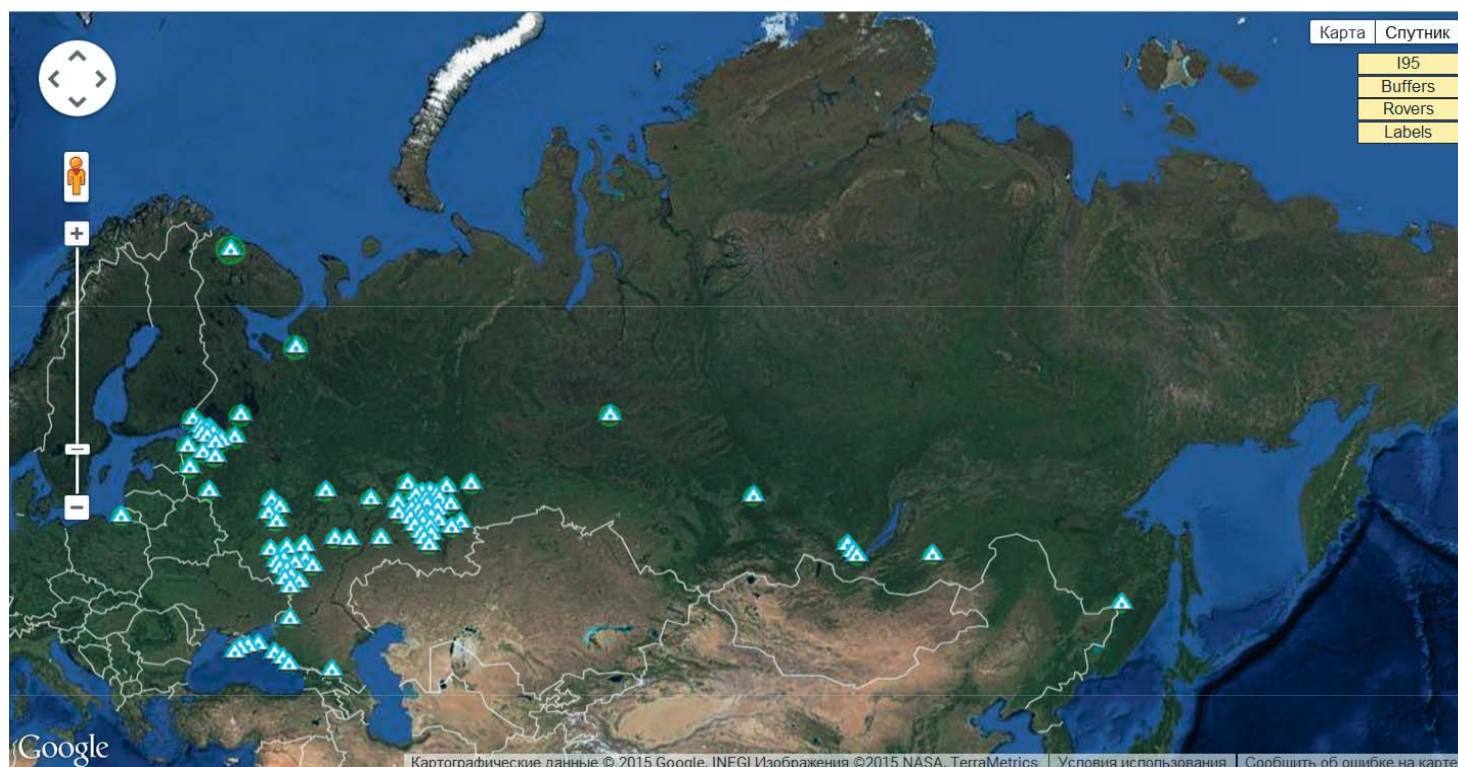 Карта Спутник
I95
Buffers
Rovers
Labels
Google
Картографические данные © 2015 Google, INEGI Изображения ©2015 NASA, TerraMetrics Условия использования Сообщить об ошибке на карте